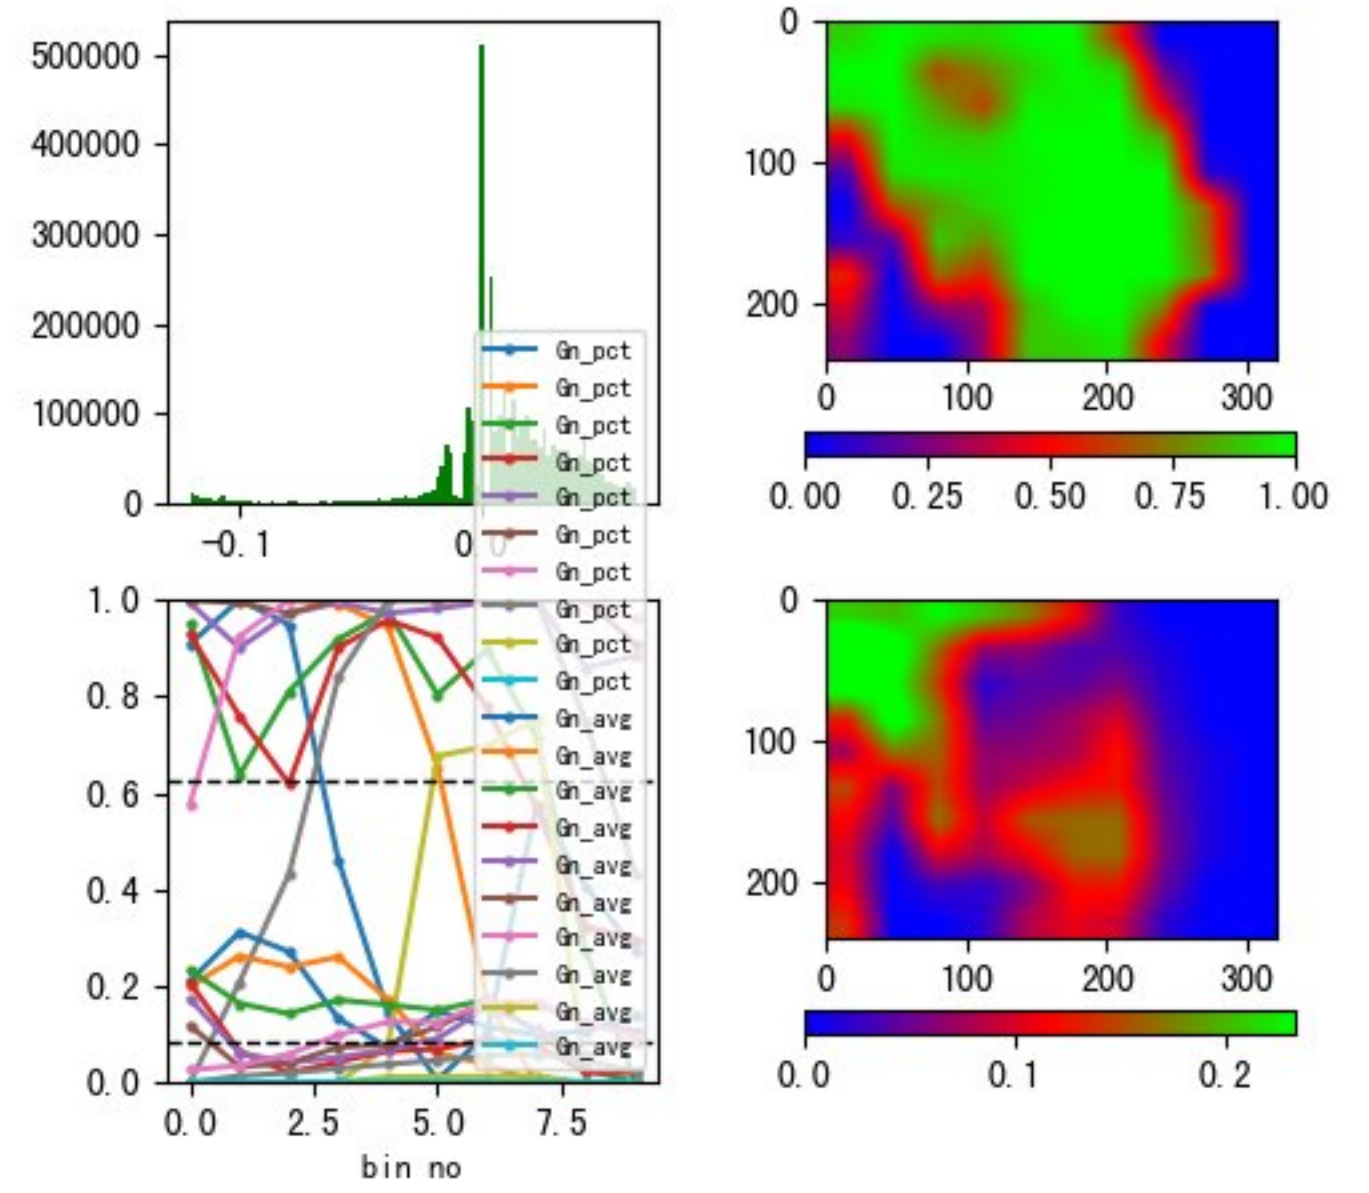 500000
400000
300000
200000
100000
0
−0.1
0.0
0
100
200
0
100
200
300
0.00
0.25
0.50
0.75
1.00
Gn_pct
Gn_pct
Gn_pct
Gn_pct
Gn_pct
Gn_pct
Gn_pct
Gn_pct
Gn_pct
Gn_pct
Gn_avg
Gn_avg
Gn_avg
Gn_avg
Gn_avg
Gn_avg
Gn_avg
Gn_avg
Gn_avg
Gn_avg
1.0
0.8
0.6
0.4
0.2
0.0
0.0
2.5
5.0
7.5
bin no
0
100
200
0
100
200
300
0.0
0.1
0.2